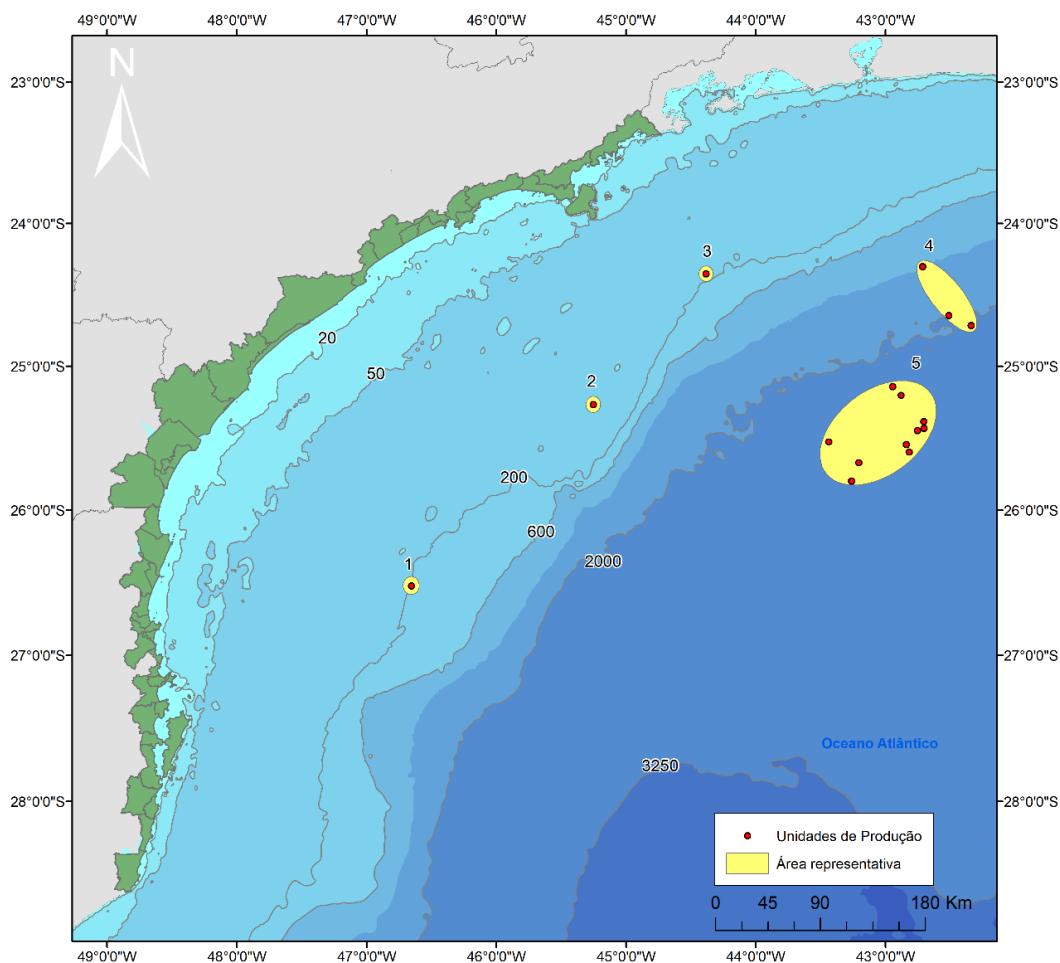 49°0'0"W 48°0'0"W 47°0'0"W 46°0'0"W 45°0'0"W 44°0'0"W 43°0'0"W
N
23°0'0"S 23°0'0"S
24°0'0"S 24°0'0"S
3
4
20
25°0'0"S 25°0'0"S
50
5
2
200
26°0'0"S 26°0'0"S
600
2000
1
27°0'0"S 27°0'0"S
Oceano Atlântico
3250
28°0'0"S 28°0'0"S
Unidades de Produção
Área representativa
0 45 90 180 Km
49°0'0"W 48°0'0"W 47°0'0"W 46°0'0"W 45°0'0"W 44°0'0"W 43°0'0"W